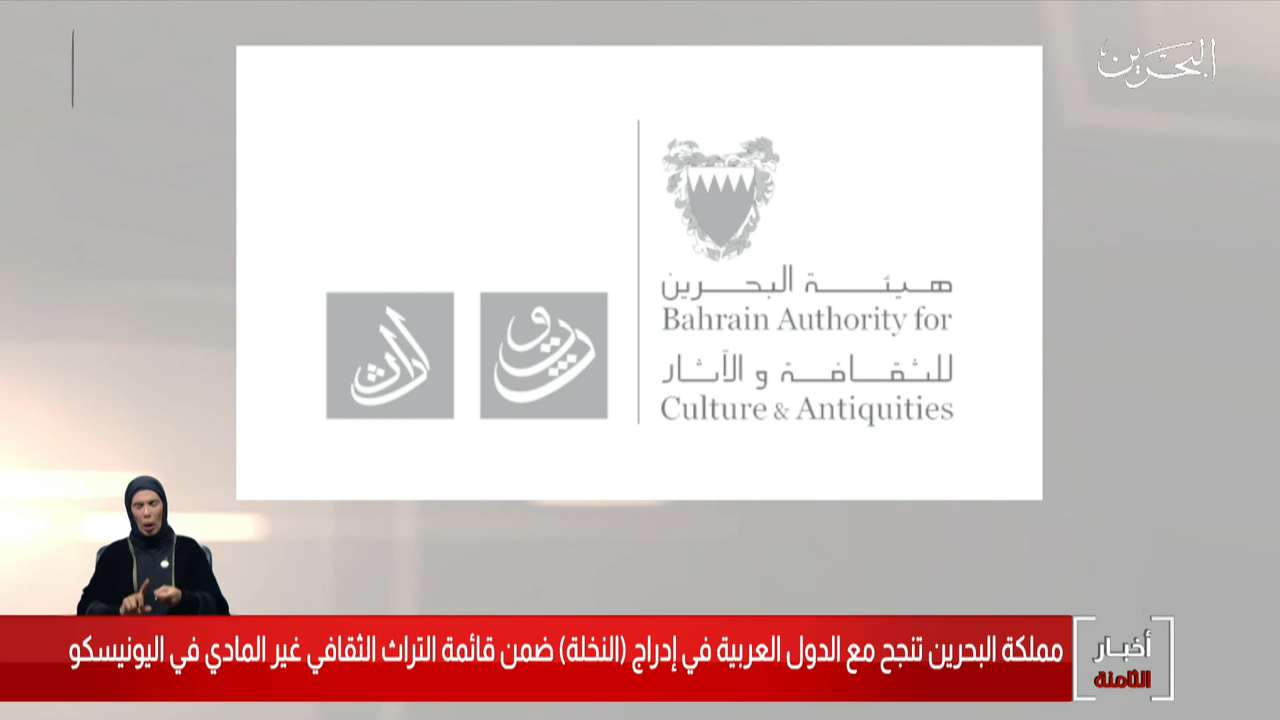 البحرين
هيئة البحرين
Bahrain Authority for
للثقافة و الآثار
Culture & Antiquities
مملكة البحرين تنجح مع الدول العربية في إدراج (النخلة) ضمن قائمة التراث الثقافي غير المادي في اليونيسكو
أخبار
الثامنة